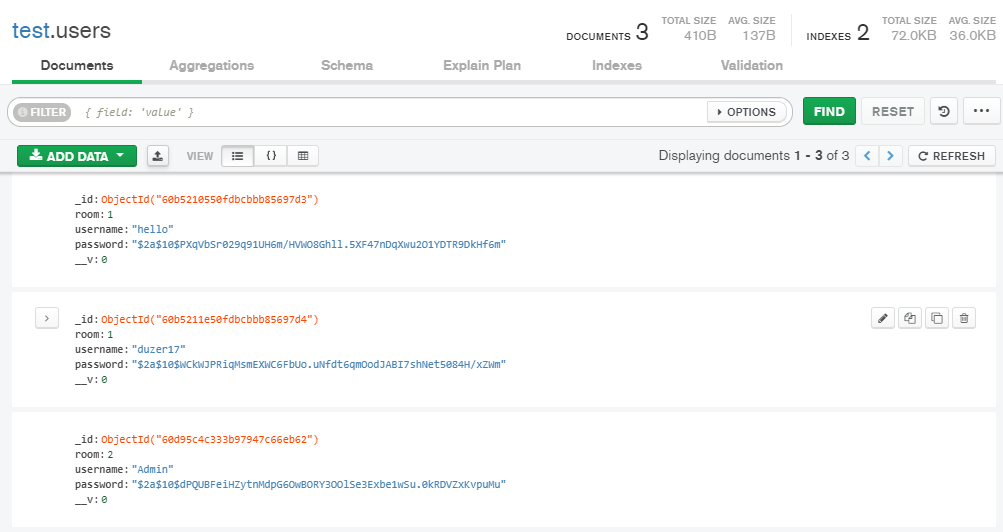 test.users
DOCUMENTS 3 TOTAL SIZE 410B AVG. SIZE 137B INDEXES 2 TOTAL SIZE 72.0KB AVG. SIZE 36.0KB
Documents Aggregations Schema Explain Plan Indexes Validation
FILTER { field: 'value' } OPTIONS FIND RESET
ADD DATA VIEW {} Displaying documents 1 - 3 of 3 REFRESH
_id: ObjectId("60b5210550fdbcbbb85697d3")
room: 1
username: "hello"
password: "$2a$10$PXqVbSr029q91UH6m/HVWO8Ghll.5XF47nDqXwu2O1YDTR9DkHf6m"
__v: 0
_id: ObjectId("60b5211e50fdbcbbb85697d4")
room: 1
username: "duzer17"
password: "$2a$10$WCkWJPRiqMsmEXWC6FbUo.uNfdt6qmOodJABI7shNet5084H/xZWm"
__v: 0
_id: ObjectId("60d95c4c333b97947c66eb62")
room: 2
username: "Admin"
password: "$2a$10$dPQUBFeiHZytnMdpG6OwBORY3OOlSe3Exbe1wSu.0kRDVZxKvpuMu"
__v: 0